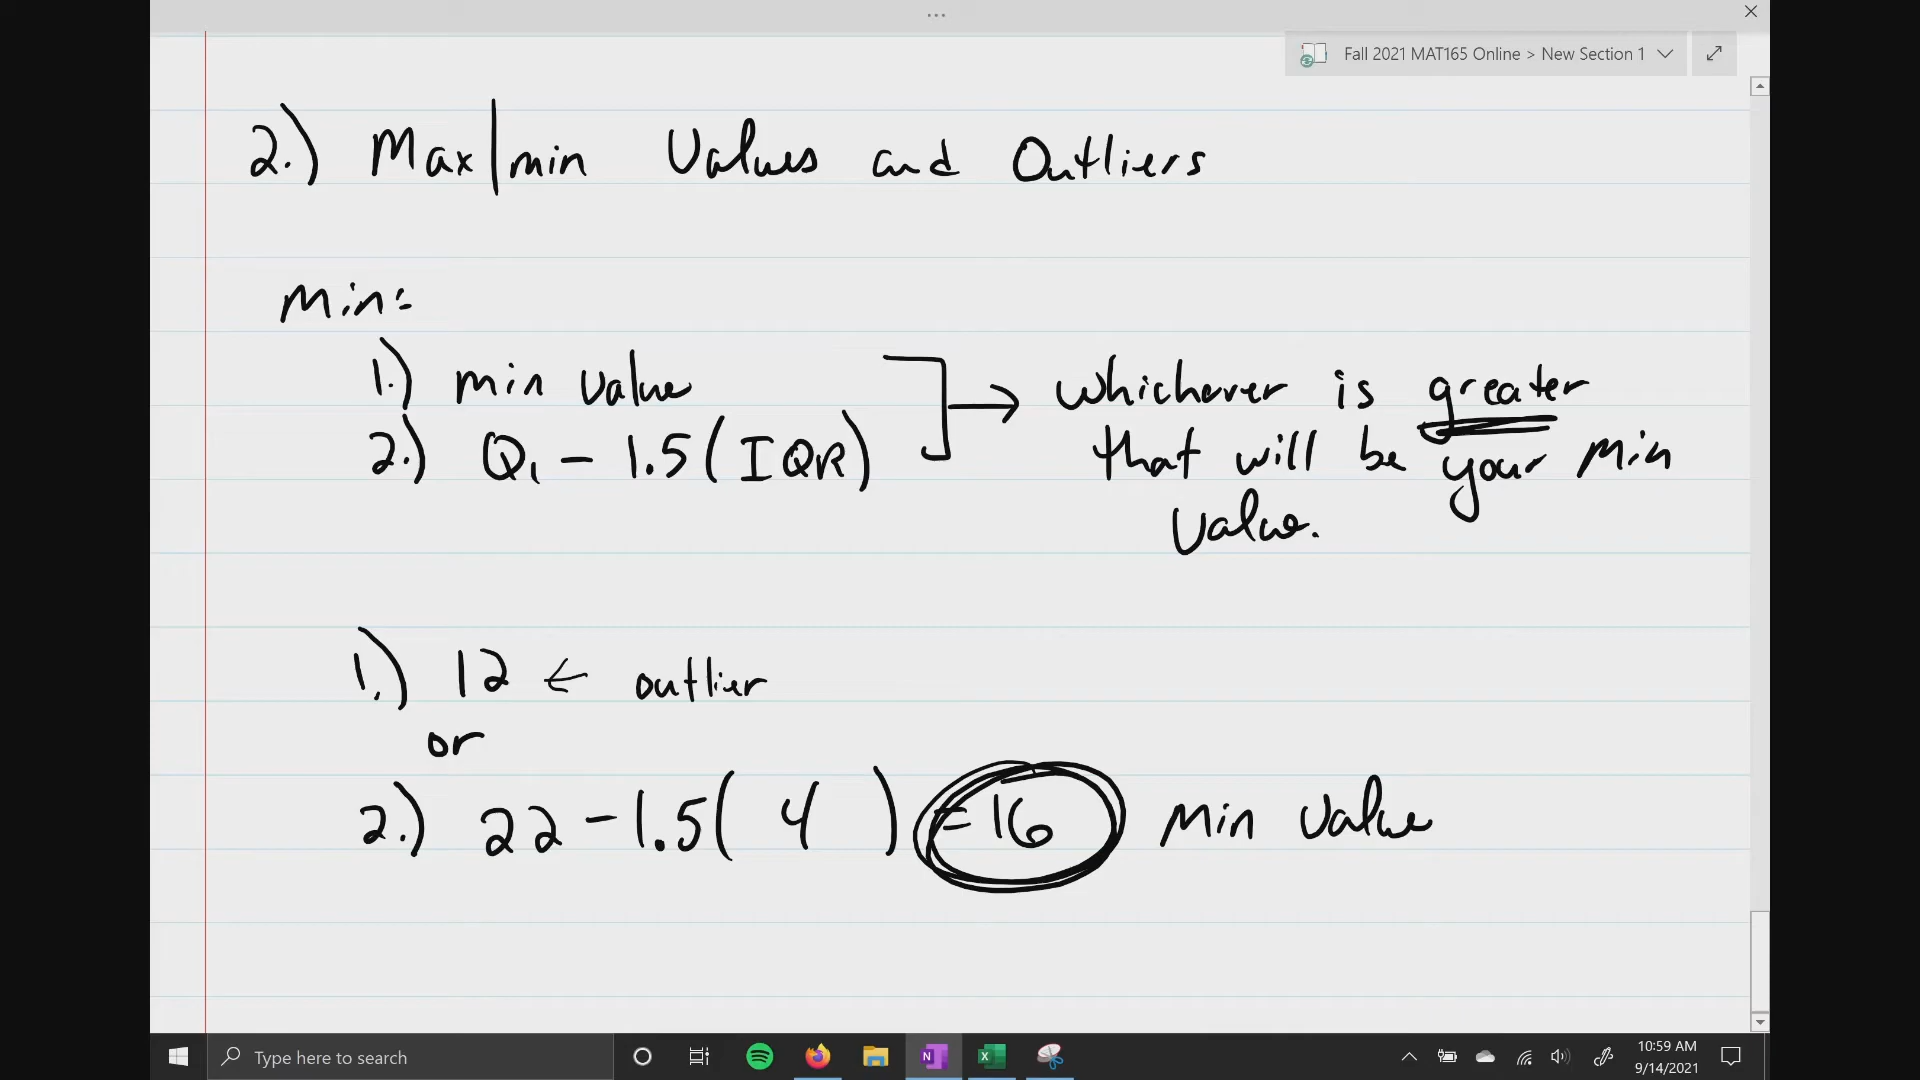 Fall 2021 MAT165 Online > New Section 1
2.) Max/min Values and Outliers
Min:
1.) min value
2.) Q1 - 1.5(IQR)
whichever is greater
that will be your min
value.
1.) 12 ← outlier
or
2.) 22 - 1.5( 4 ) = 16 min value
Type here to search
10:59 AM
9/14/2021